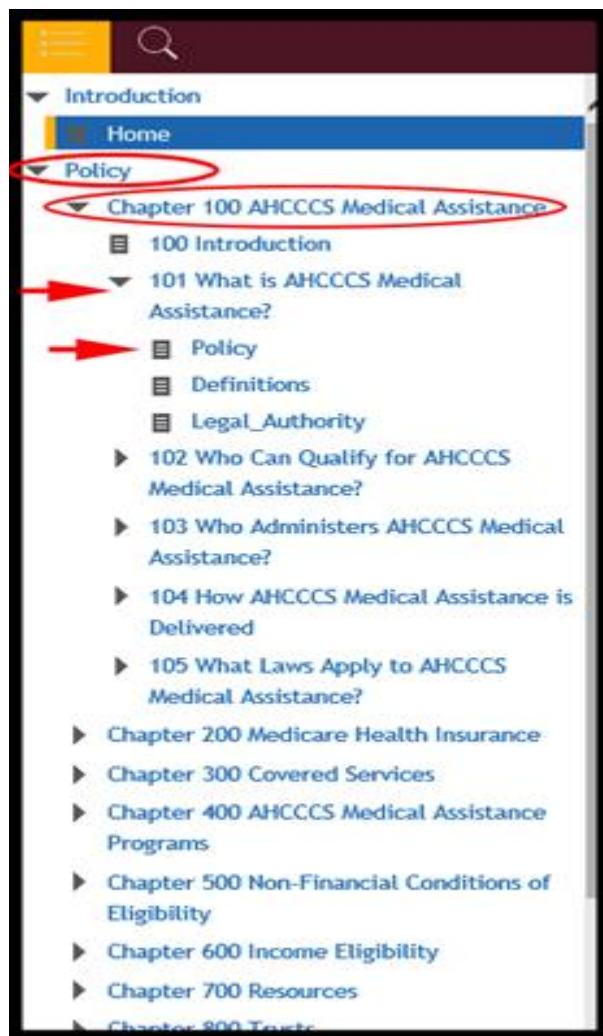 Introduction
Home
Policy
Chapter 100 AHCCCS Medical Assistance
100 Introduction
101 What is AHCCCS Medical
Assistance?
Policy
Definitions
Legal_Authority
102 Who Can Qualify for AHCCCS
Medical Assistance?
103 Who Administers AHCCCS Medical
Assistance?
104 How AHCCCS Medical Assistance is
Delivered
105 What Laws Apply to AHCCCS
Medical Assistance?
Chapter 200 Medicare Health Insurance
Chapter 300 Covered Services
Chapter 400 AHCCCS Medical Assistance
Programs
Chapter 500 Non-Financial Conditions of
Eligibility
Chapter 600 Income Eligibility
Chapter 700 Resources
Chapter 800 Trusts